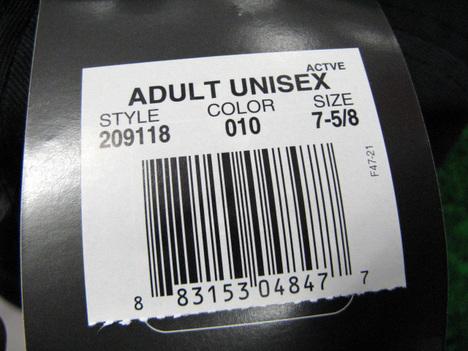 ACTVE
ADULT UNISEX
STYLE COLOR SIZE
209118 010 7-5/8
F47-21
8 83153 04847 7